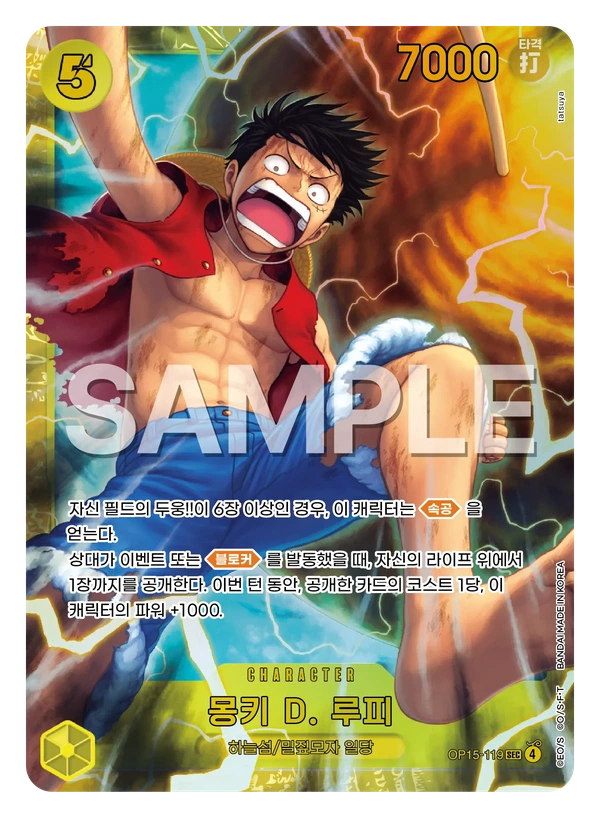 5
7000
타격
打
tatsuya
SAMPLE
자신 필드의 두웅!!이 6장 이상인 경우, 이 캐릭터는 속공 을
얻는다.
상대가 이벤트 또는 블로커 를 발동했을 때, 자신의 라이프 위에서
1장까지를 공개한다. 이번 턴 동안, 공개한 카드의 코스트 1당, 이
캐릭터의 파워 +1000.
CHARACTER
몽키 D. 루피
하늘섬/밀짚모자 일당
OP15-119 SEC 4
©EO/S ©O/S·F·T BANDAI MADE IN KOREA